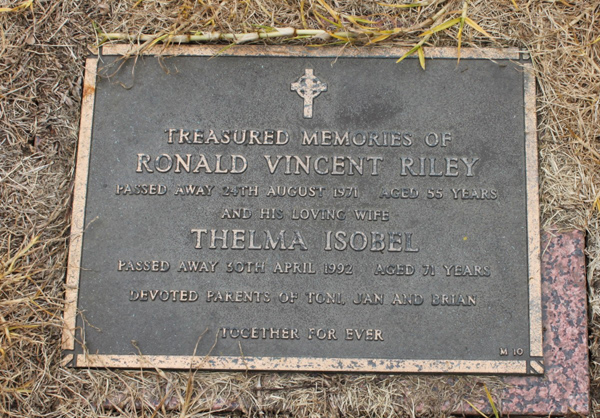 TREASURED MEMORIES OF
RONALD VINCENT RILEY
PASSED AWAY 24TH AUGUST 1971 AGED 55 YEARS
AND HIS LOVING WIFE
THELMA ISOBEL
PASSED AWAY 30TH APRIL 1992 AGED 71 YEARS
DEVOTED PARENTS OF TONI, JAN AND BRIAN
TOGETHER FOR EVER
M 10